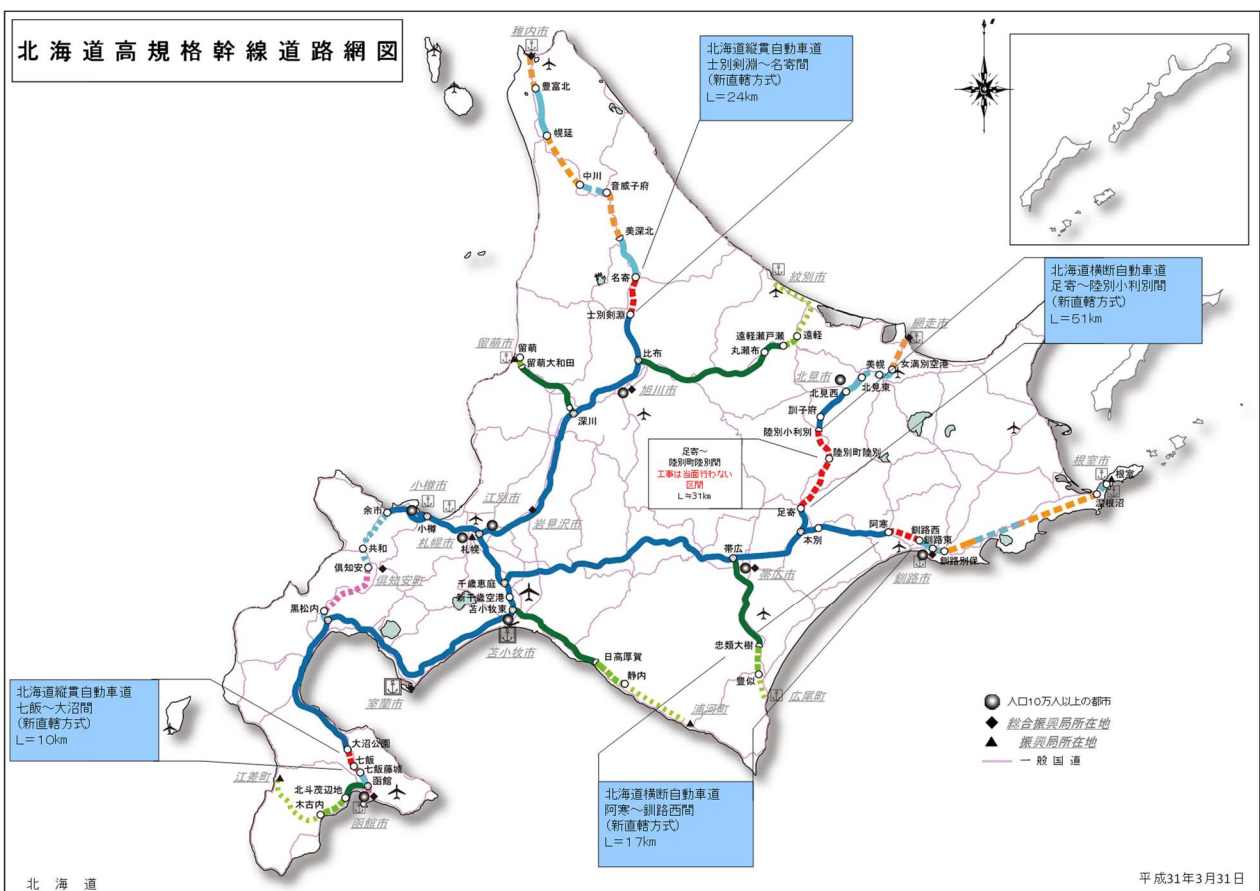 北海道高規格幹線道路網図
稚内市
豊富北
幌延
中川
音威子府
美深北
名寄
士別剣淵
北海道縦貫自動車道
士別剣淵~名寄間
(新直轄方式)
L=24km
紋別市
遠軽瀬戸瀬
遠軽
丸瀬布
比布
旭川市
留萌市
留萌
留萌大和田
深川
北海道横断自動車道
足寄~陸別小利別間
(新直轄方式)
L=51km
網走市
女満別空港
美幌
北見東
北見市
北見西
訓子府
陸別小利別
陸別町陸別
足寄~
陸別町陸別間
工事は当面行わない
区間
L≒31km
足寄
本別
阿寒
釧路西
釧路東
釧路別保
釧路市
根室市
根室
温根沼
小樽市
余市
小樽
江別市
岩見沢市
札幌市
札幌
共和
倶知安
倶知安町
黒松内
千歳恵庭
新千歳空港
苫小牧東
苫小牧市
室蘭市
帯広
帯広市
忠類大樹
豊似
広尾町
日高厚賀
静内
浦河町
北海道縦貫自動車道
七飯~大沼間
(新直轄方式)
L=10km
大沼公園
七飯
七飯藤城
函館
函館市
北斗茂辺地
木古内
江差町
北海道横断自動車道
阿寒~釧路西間
(新直轄方式)
L=17km
人口10万人以上の都市
総合振興局所在地
振興局所在地
一般国道
北海道
平成31年3月31日